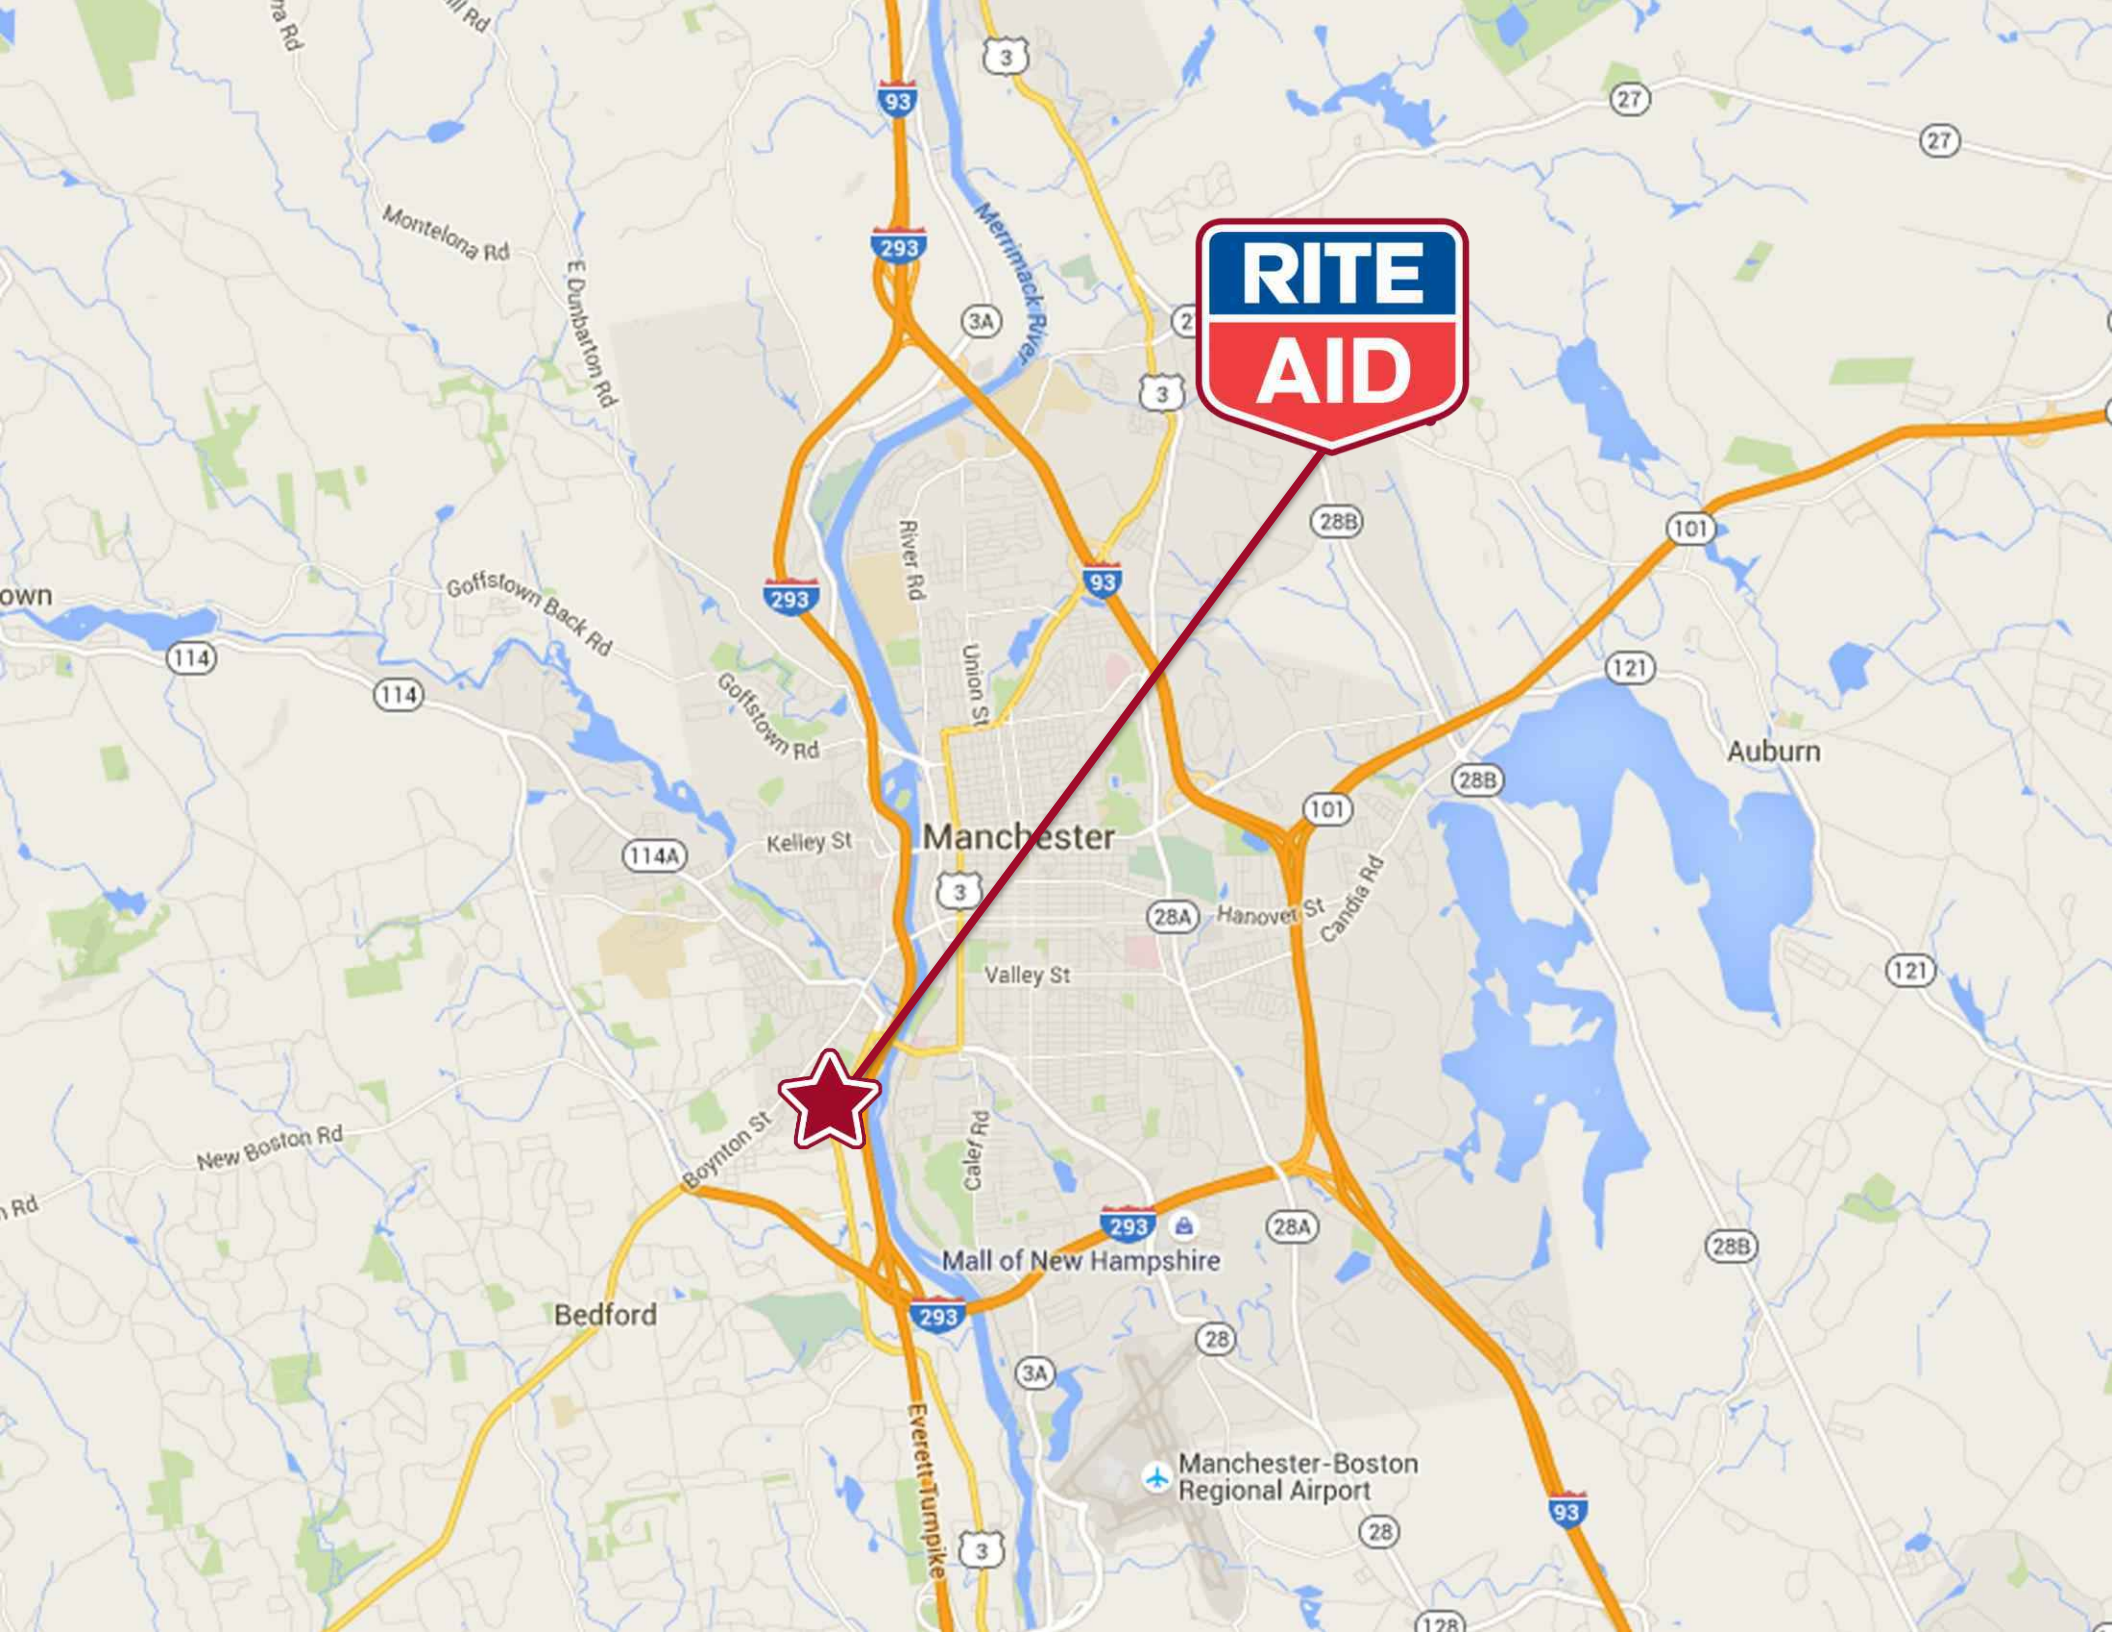 93
3
27
27
293
Montelona Rd
E Dunbarton Rd
Merrimack River
3A
RITE
AID
3
28B
101
River Rd
93
293
Goffstown Back Rd
114
114
Union St
Goffstown Rd
121
Auburn
28B
101
Manchester
Kelley St
114A
3
28A
Hanover St
Candia Rd
Valley St
121
New Boston Rd
Boynton St
Calef Rd
293
28A
28B
Mall of New Hampshire
Bedford
293
28
3A
Everett Turnpike
Manchester-Boston
Regional Airport
93
28
3
128